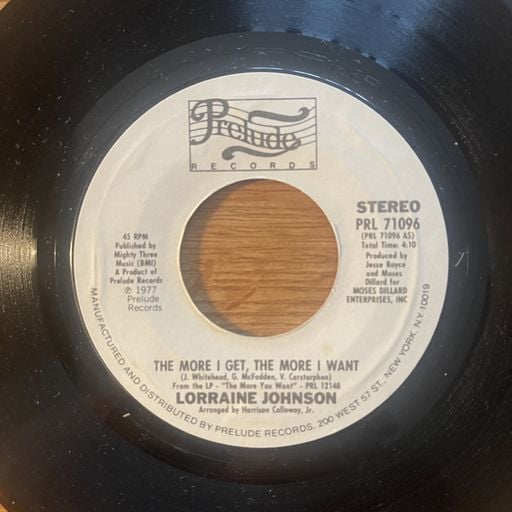 Prelude
RECORDS
STEREO
PRL 71096
(PRL 71096 AS)
Total Time: 4:10
Produced by
Jesse Boyce
and Moses
Dillard for
MOSES DILLARD
ENTERPRISES, INC
45 RPM
Published by
Mighty Three
Music (BMI)
A Product of
Prelude Records
℗ 1977
Prelude
Records
THE MORE I GET, THE MORE I WANT
(J. Whitehead, G. McFadden, V. Carstarphen)
From the LP - "The More You Want" - PRL 12148
LORRAINE JOHNSON
Arranged by Harrison Calloway, Jr.
MANUFACTURED AND DISTRIBUTED BY PRELUDE RECORDS, 200 WEST 57 ST. NEW YORK, N.Y. 10019